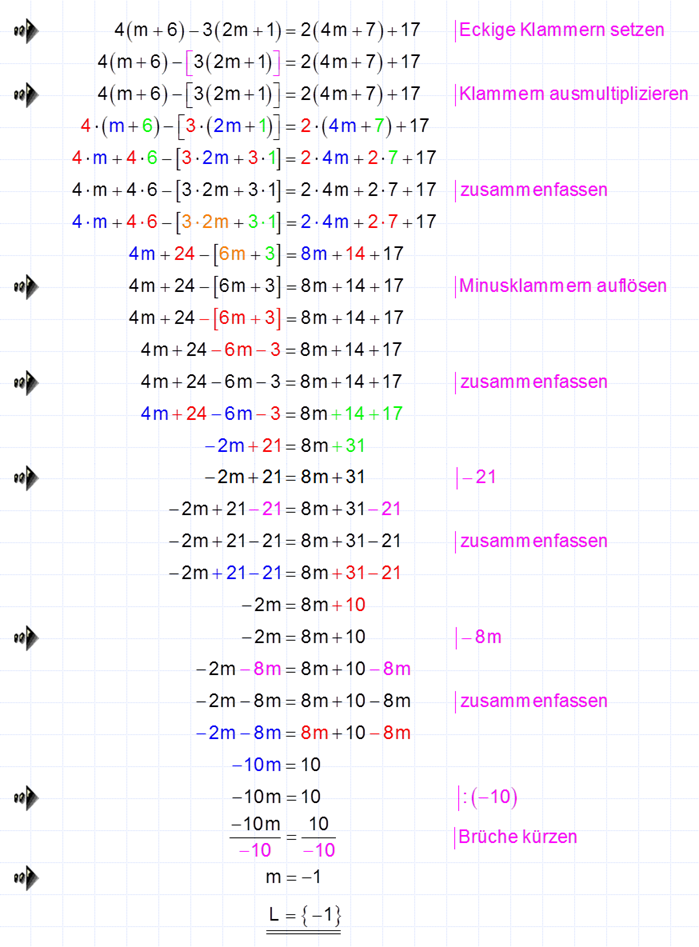 4(m+6)−3(2m+1)=2(4m+7)+17 |Eckige Klammern setzen
4(m+6)−[3(2m+1)]=2(4m+7)+17
4(m+6)−[3(2m+1)]=2(4m+7)+17 |Klammern ausmultiplizieren
4·(m+6)−[3·(2m+1)]=2·(4m+7)+17
4·m+4·6−[3·2m+3·1]=2·4m+2·7+17
4·m+4·6−[3·2m+3·1]=2·4m+2·7+17 |zusammenfassen
4·m+4·6−[3·2m+3·1]=2·4m+2·7+17
4m+24−[6m+3]=8m+14+17
4m+24−[6m+3]=8m+14+17 |Minusklammern auflösen
4m+24−[6m+3]=8m+14+17
4m+24−6m−3=8m+14+17
4m+24−6m−3=8m+14+17 |zusammenfassen
4m+24−6m−3=8m+14+17
−2m+21=8m+31
−2m+21=8m+31 |−21
−2m+21−21=8m+31−21
−2m+21−21=8m+31−21 |zusammenfassen
−2m+21−21=8m+31−21
−2m=8m+10
−2m=8m+10 |−8m
−2m−8m=8m+10−8m
−2m−8m=8m+10−8m |zusammenfassen
−2m−8m=8m+10−8m
−10m=10
−10m=10 |:(−10)
−10m/−10=10/−10 |Brüche kürzen
m=−1
L={−1}